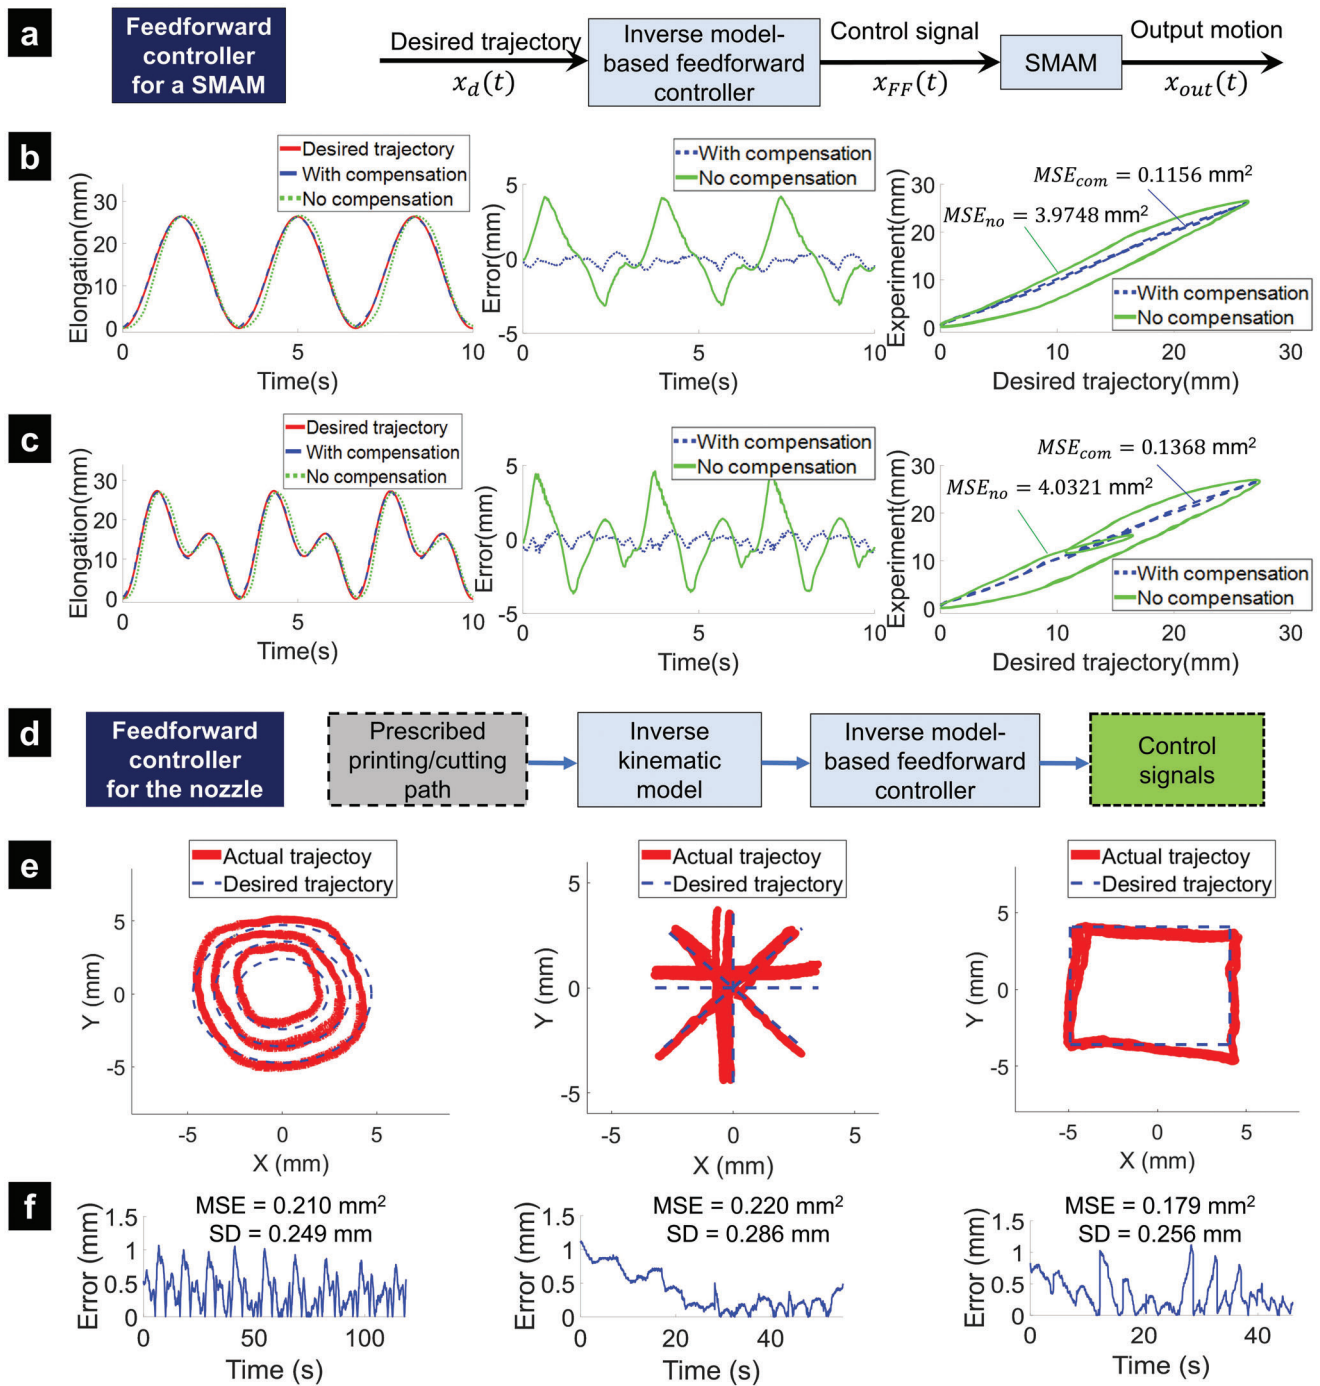 a
Feedforward
controller
for a SMAM
Desired trajectory
x_d(t)
Inverse model-
based feedforward
controller
Control signal
x_FF(t)
SMAM
Output motion
x_out(t)
b
Desired trajectory
With compensation
No compensation
Elongation(mm)
30
20
10
0
0 5 10
Time(s)
With compensation
No compensation
Error(mm)
5
0
-5
0 5 10
Time(s)
MSE_com = 0.1156 mm²
MSE_no = 3.9748 mm²
With compensation
No compensation
Experiment(mm)
30
20
10
0
0 10 20 30
Desired trajectory(mm)
c
Desired trajectory
With compensation
No compensation
Elongation(mm)
30
20
10
0
0 5 10
Time(s)
With compensation
No compensation
Error(mm)
5
0
-5
0 5 10
Time(s)
MSE_com = 0.1368 mm²
MSE_no = 4.0321 mm²
With compensation
No compensation
Experiment(mm)
30
20
10
0
0 10 20 30
Desired trajectory(mm)
d
Feedforward
controller
for the nozzle
Prescribed
printing/cutting
path
Inverse
kinematic
model
Inverse model-
based feedforward
controller
Control
signals
e
Actual trajectoy
Desired trajectory
Y (mm)
5
0
-5
-5 0 5
X (mm)
Actual trajectoy
Desired trajectory
Y (mm)
5
0
-5
-5 0 5
X (mm)
Actual trajectoy
Desired trajectory
Y (mm)
5
0
-5
-5 0 5
X (mm)
f
MSE = 0.210 mm²
SD = 0.249 mm
Error (mm)
1.5
1
0.5
0
0 50 100
Time (s)
MSE = 0.220 mm²
SD = 0.286 mm
Error (mm)
1.5
1
0.5
0
0 20 40
Time (s)
MSE = 0.179 mm²
SD = 0.256 mm
Error (mm)
1.5
1
0.5
0
0 20 40
Time (s)